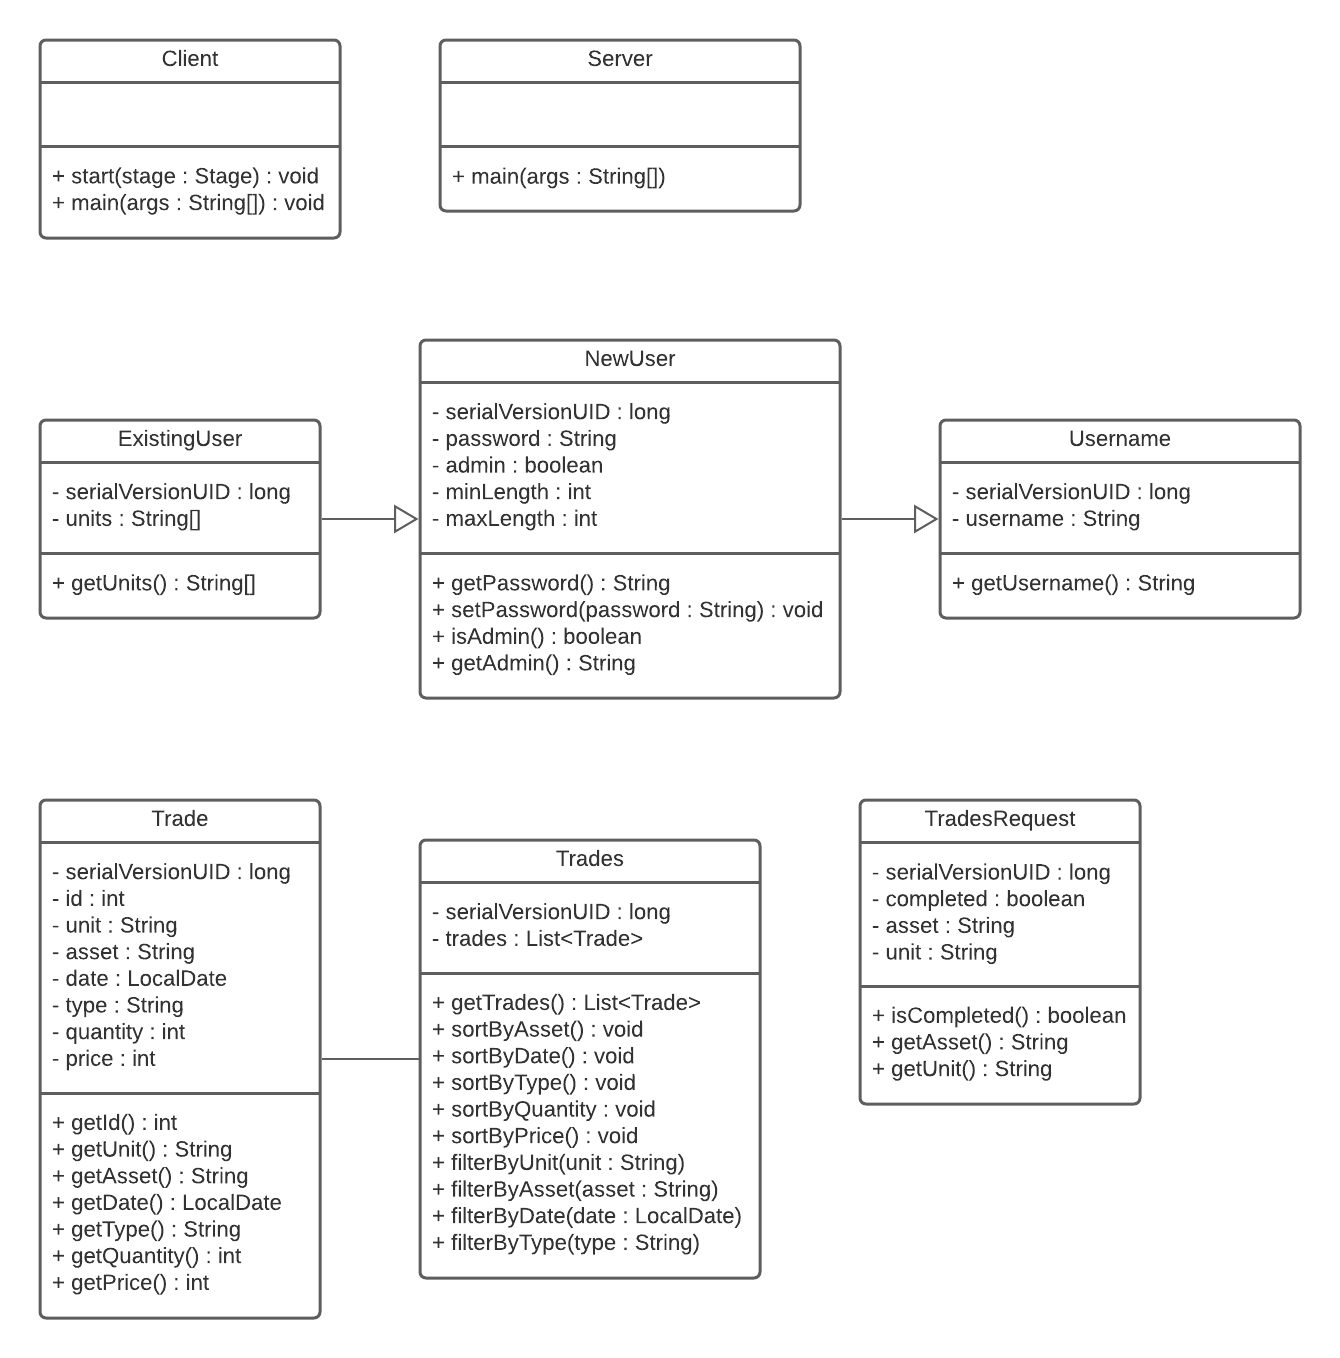 Client
+ start(stage : Stage) : void
+ main(args : String[]) : void
Server
+ main(args : String[])
ExistingUser
- serialVersionUID : long
- units : String[]
+ getUnits() : String[]
NewUser
- serialVersionUID : long
- password : String
- admin : boolean
- minLength : int
- maxLength : int
+ getPassword() : String
+ setPassword(password : String) : void
+ isAdmin() : boolean
+ getAdmin() : String
Username
- serialVersionUID : long
- username : String
+ getUsername() : String
Trade
- serialVersionUID : long
- id : int
- unit : String
- asset : String
- date : LocalDate
- type : String
- quantity : int
- price : int
+ getId() : int
+ getUnit() : String
+ getAsset() : String
+ getDate() : LocalDate
+ getType() : String
+ getQuantity() : int
+ getPrice() : int
Trades
- serialVersionUID : long
- trades : List<Trade>
+ getTrades() : List<Trade>
+ sortByAsset() : void
+ sortByDate() : void
+ sortByType() : void
+ sortByQuantity : void
+ sortByPrice() : void
+ filterByUnit(unit : String)
+ filterByAsset(asset : String)
+ filterByDate(date : LocalDate)
+ filterByType(type : String)
TradesRequest
- serialVersionUID : long
- completed : boolean
- asset : String
- unit : String
+ isCompleted() : boolean
+ getAsset() : String
+ getUnit() : String